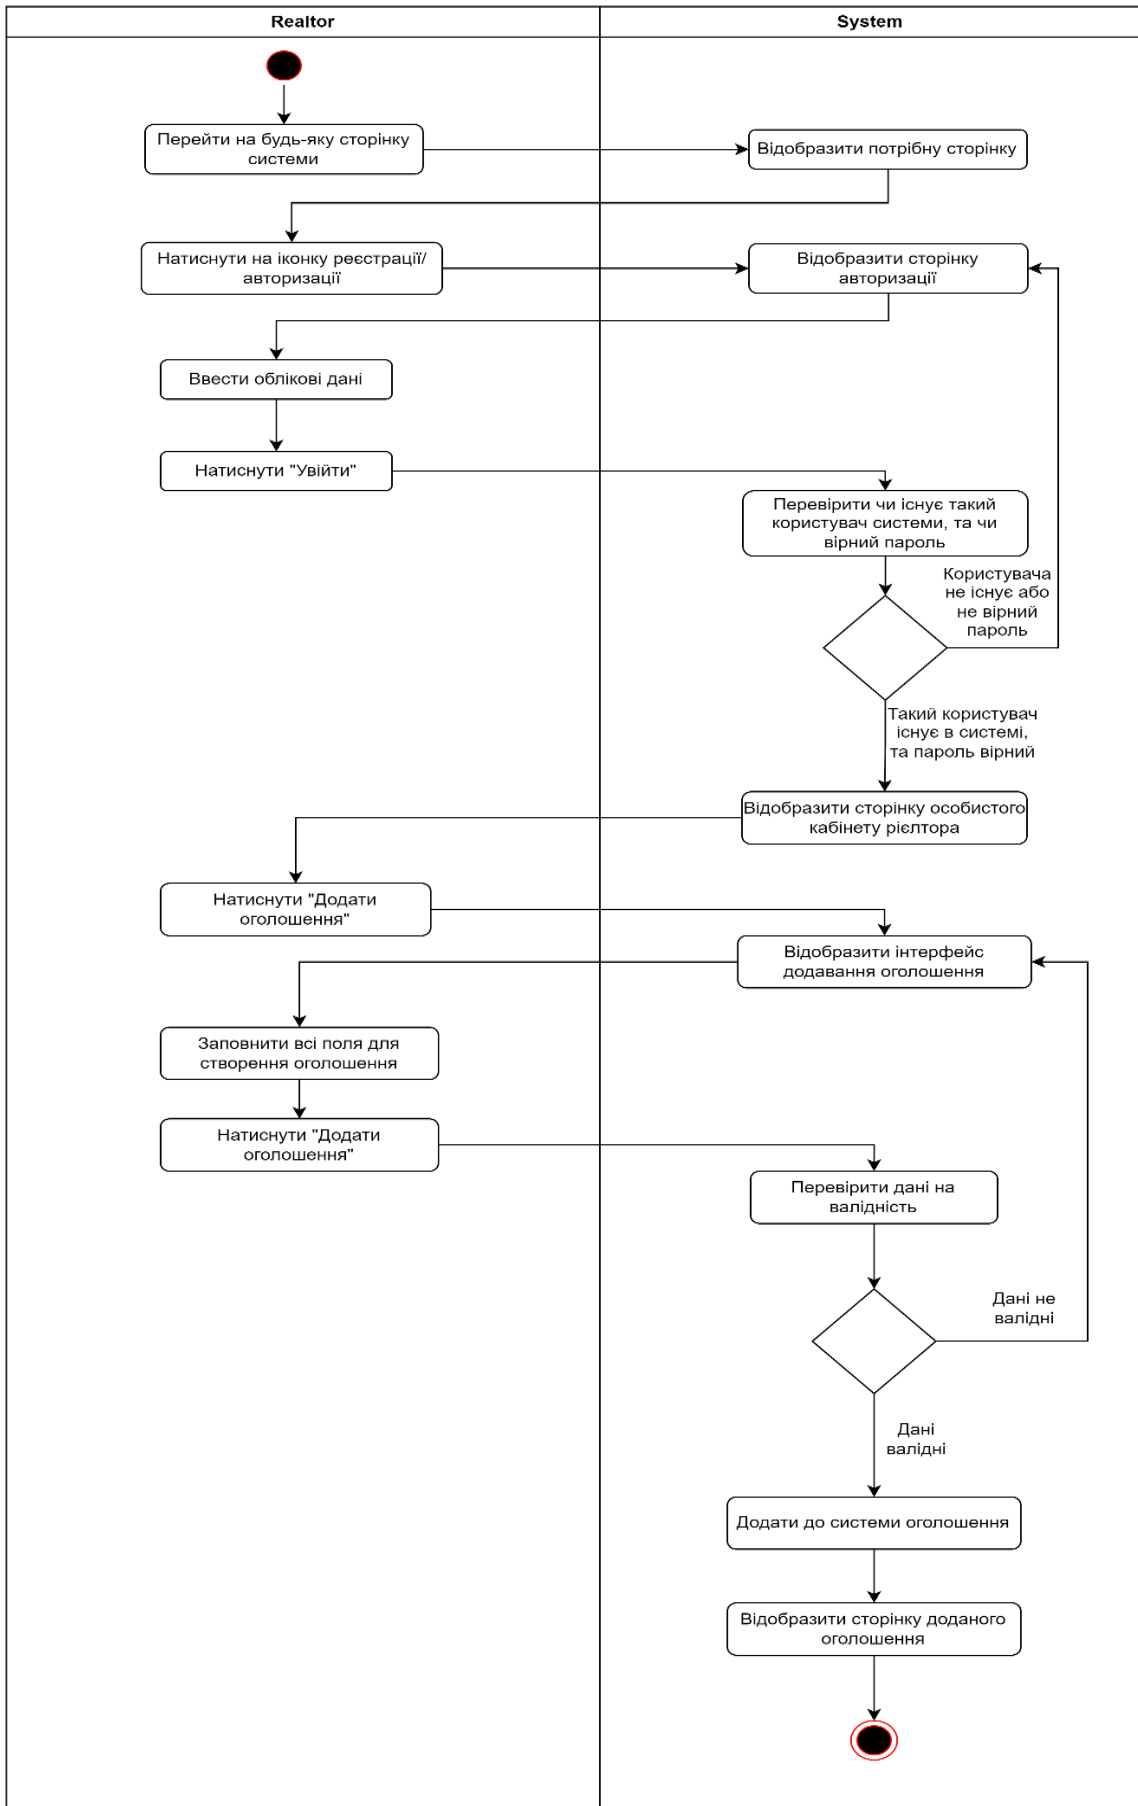 Realtor
System
Перейти на будь-яку сторінку
системи
Відобразити потрібну сторінку
Натиснути на іконку реєстрації/
авторизації
Відобразити сторінку
авторизації
Ввести облікові дані
Натиснути "Увійти"
Перевірити чи існує такий
користувач системи, та чи
вірний пароль
Користувача
не існує або
не вірний
пароль
Такий користувач
існує в системі,
та пароль вірний
Відобразити сторінку особистого
кабінету рієлтора
Натиснути "Додати
оголошення"
Відобразити інтерфейс
додавання оголошення
Заповнити всі поля для
створення оголошення
Натиснути "Додати
оголошення"
Перевірити дані на
валідність
Дані не
валідні
Дані
валідні
Додати до системи оголошення
Відобразити сторінку доданого
оголошення